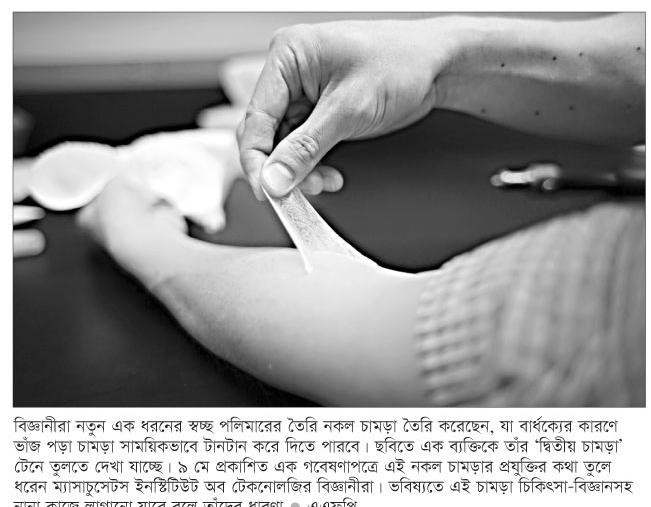 বিজ্ঞানীরা নতুন এক ধরনের স্বচ্ছ পলিমারের তৈরি নকল চামড়া তৈরি করেছেন, যা বার্ধক্যের কারণে
ভাঁজ পড়া চামড়া সাময়িকভাবে টানটান করে দিতে পারবে। ছবিতে এক ব্যক্তিকে তাঁর ‘দ্বিতীয় চামড়া’
টেনে তুলতে দেখা যাচ্ছে। ৯ মে প্রকাশিত এক গবেষণাপত্রে এই নকল চামড়ার প্রযুক্তির কথা তুলে
ধরেন ম্যাসাচুসেটস ইনস্টিটিউট অব টেকনোলজির বিজ্ঞানীরা। ভবিষ্যতে এই চামড়া চিকিৎসা-বিজ্ঞানসহ
নানা কাজে লাগানো যাবে বলে তাঁদের ধারণা ● এএফপি